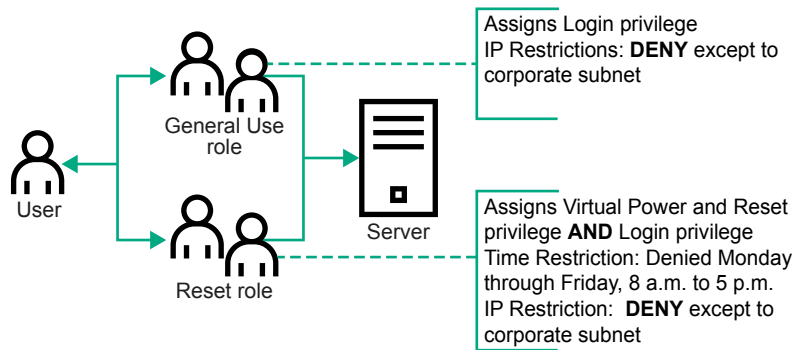 Assigns Login privilege
IP Restrictions: DENY except to
corporate subnet
General Use
role
User
Server
Reset role
Assigns Virtual Power and Reset
privilege AND Login privilege
Time Restriction: Denied Monday
through Friday, 8 a.m. to 5 p.m.
IP Restriction: DENY except to
corporate subnet